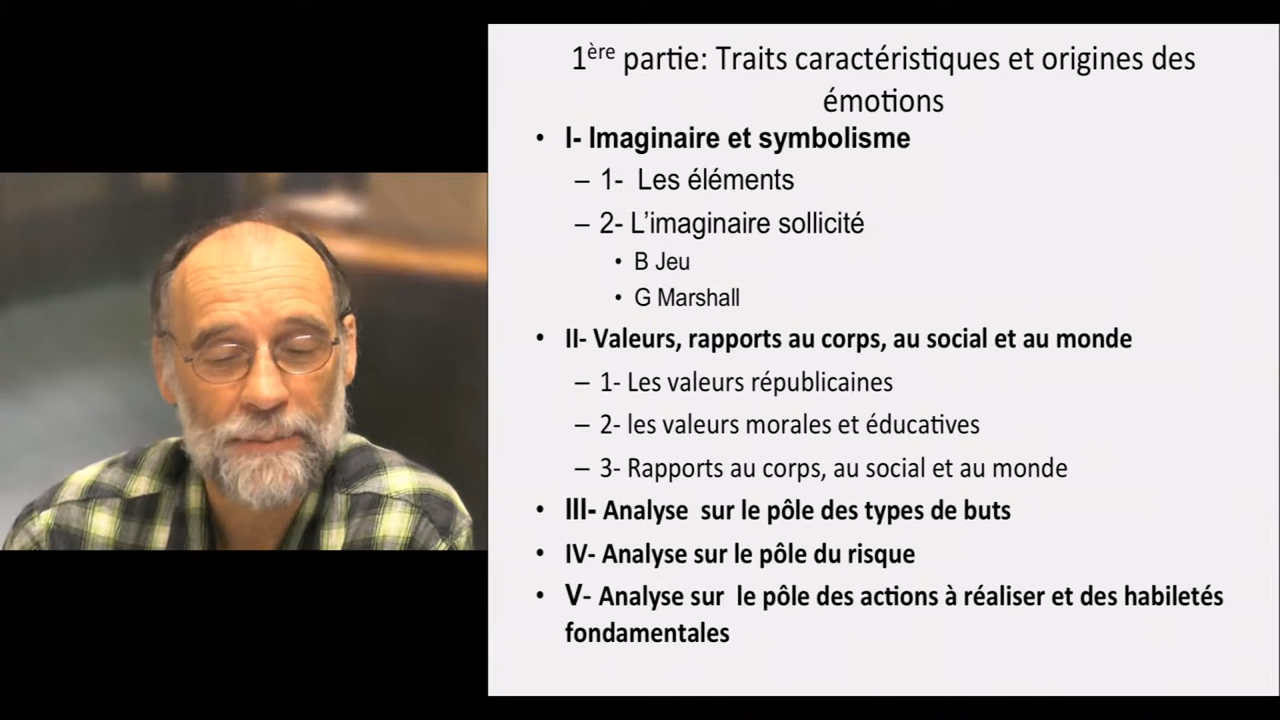 1ère partie: Traits caractéristiques et origines des
émotions
• I- Imaginaire et symbolisme
– 1-  Les éléments
– 2- L’imaginaire sollicité
• B Jeu
• G Marshall
• II- Valeurs, rapports au corps, au social et au monde
– 1- Les valeurs républicaines
– 2- les valeurs morales et éducatives
– 3- Rapports au corps, au social et au monde
• III- Analyse  sur le pôle des types de buts
• IV- Analyse sur le pôle du risque
• V- Analyse sur  le pôle des actions à réaliser et des habiletés
fondamentales